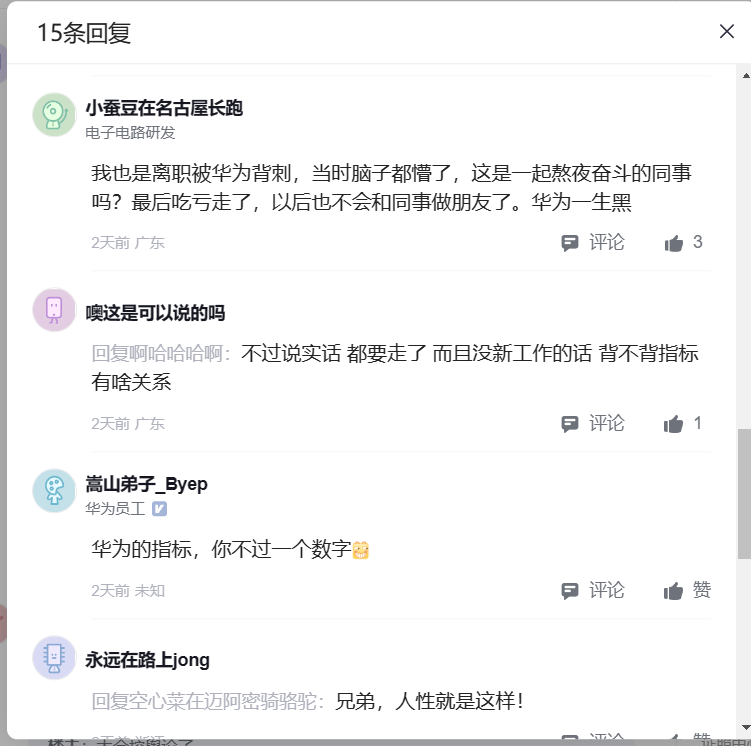 15条回复
小蚕豆在名古屋长跑
电子电路研发
我也是离职被华为背刺，当时脑子都懵了，这是一起熬夜奋斗的同事
吗？最后吃亏走了，以后也不会和同事做朋友了。华为一生黑
2天前 广东 评论 3
噢这是可以说的吗
回复啊哈哈哈啊：不过说实话 都要走了 而且没新工作的话 背不背指标
有啥关系
2天前 广东 评论 1
嵩山弟子_Byep
华为员工
华为的指标，你不过一个数字
2天前 未知 评论 赞
永远在路上jong
回复空心菜在迈阿密骑骆驼：兄弟，人性就是这样！